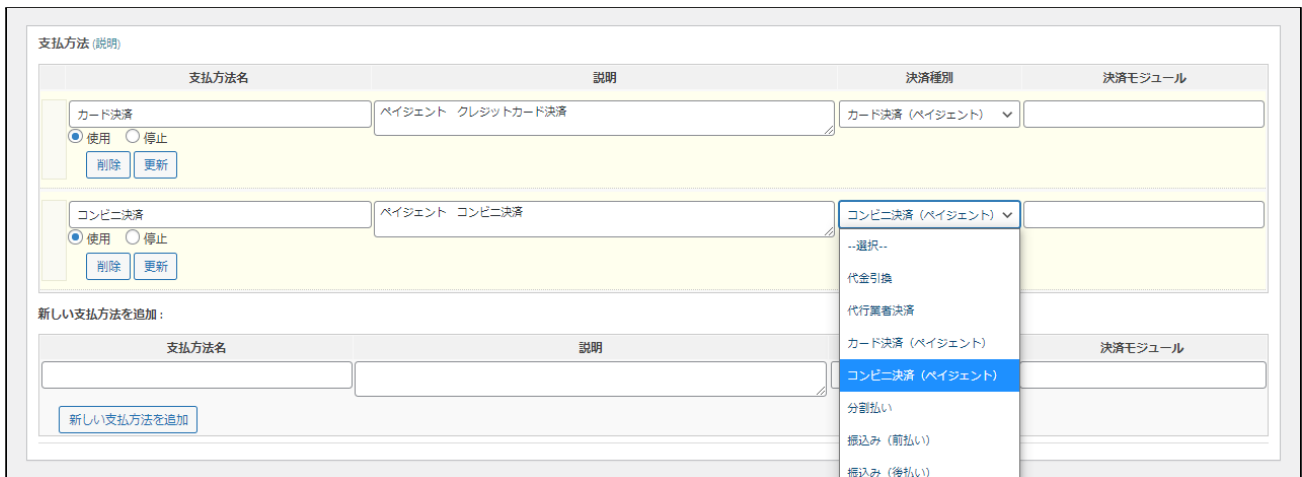 支払方法 (説明)
支払方法名 説明 決済種別 決済モジュール
カード決済 ペイジェント クレジットカード決済 カード決済（ペイジェント）
使用 停止
削除 更新
コンビニ決済 ペイジェント コンビニ決済 コンビニ決済（ペイジェント）
使用 停止
削除 更新
--選択--
代金引換
代行業者決済
カード決済（ペイジェント）
コンビニ決済（ペイジェント）
分割払い
振込み（前払い）
振込み（後払い）
新しい支払方法を追加 :
支払方法名 説明 決済モジュール
新しい支払方法を追加